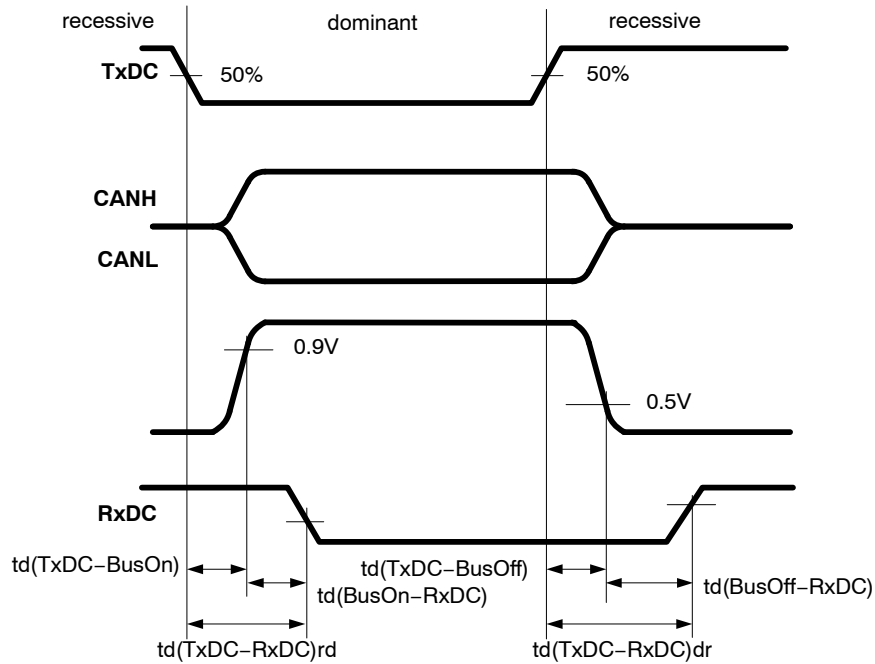 recessive dominant recessive
TxDC 50% 50%
CANH
CANL
0.9V
0.5V
RxDC
td(TxDC−BusOn) td(TxDC−BusOff)
td(BusOn−RxDC) td(BusOff−RxDC)
td(TxDC−RxDC)rd td(TxDC−RxDC)dr